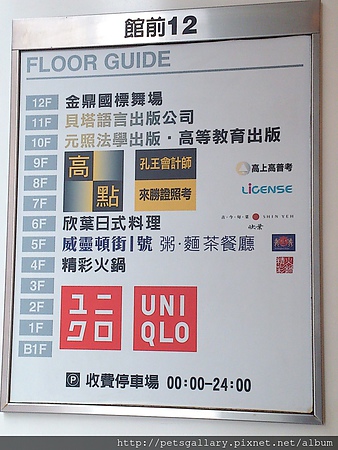 館前12
FLOOR GUIDE
12F 金鼎國標舞場
11F 貝塔語言出版公司
10F 元照法學出版・高等教育出版
9F 高點 孔王會計師 高上高普考
8F
7F 來勝證照考 LICENSE
6F 欣葉日式料理 SHIN YEH
5F 威靈頓街1號 粥・麵 茶餐廳
4F 精彩火鍋
3F
2F ユニクロ UNIQLO
1F
B1F
P 收費停車場 00:00-24:00
http://petsgallary.pixnet.net/album